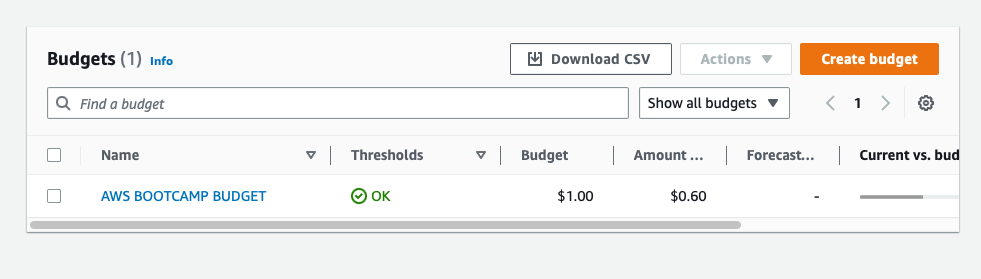 Budgets (1) Info
Download CSV
Actions
Create budget
Find a budget
Show all budgets
1
Name Thresholds Budget Amount ... Forecast... Current vs. bud
AWS BOOTCAMP BUDGET OK $1.00 $0.60 -